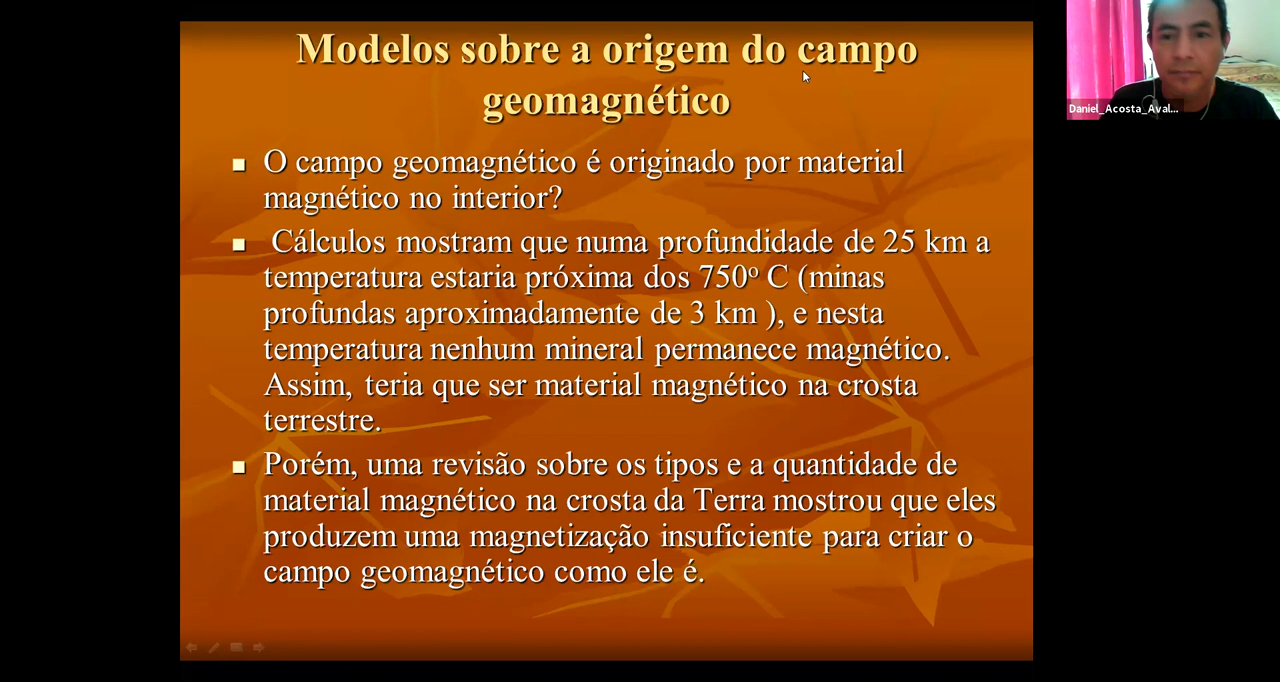 Modelos sobre a origem do campo
geomagnético
O campo geomagnético é originado por material
magnético no interior?
Cálculos mostram que numa profundidade de 25 km a
temperatura estaria próxima dos 750º C (minas
profundas aproximadamente de 3 km ), e nesta
temperatura nenhum mineral permanece magnético.
Assim, teria que ser material magnético na crosta
terrestre.
Porém, uma revisão sobre os tipos e a quantidade de
material magnético na crosta da Terra mostrou que eles
produzem uma magnetização insuficiente para criar o
campo geomagnético como ele é.
Daniel_Acosta_Aval...